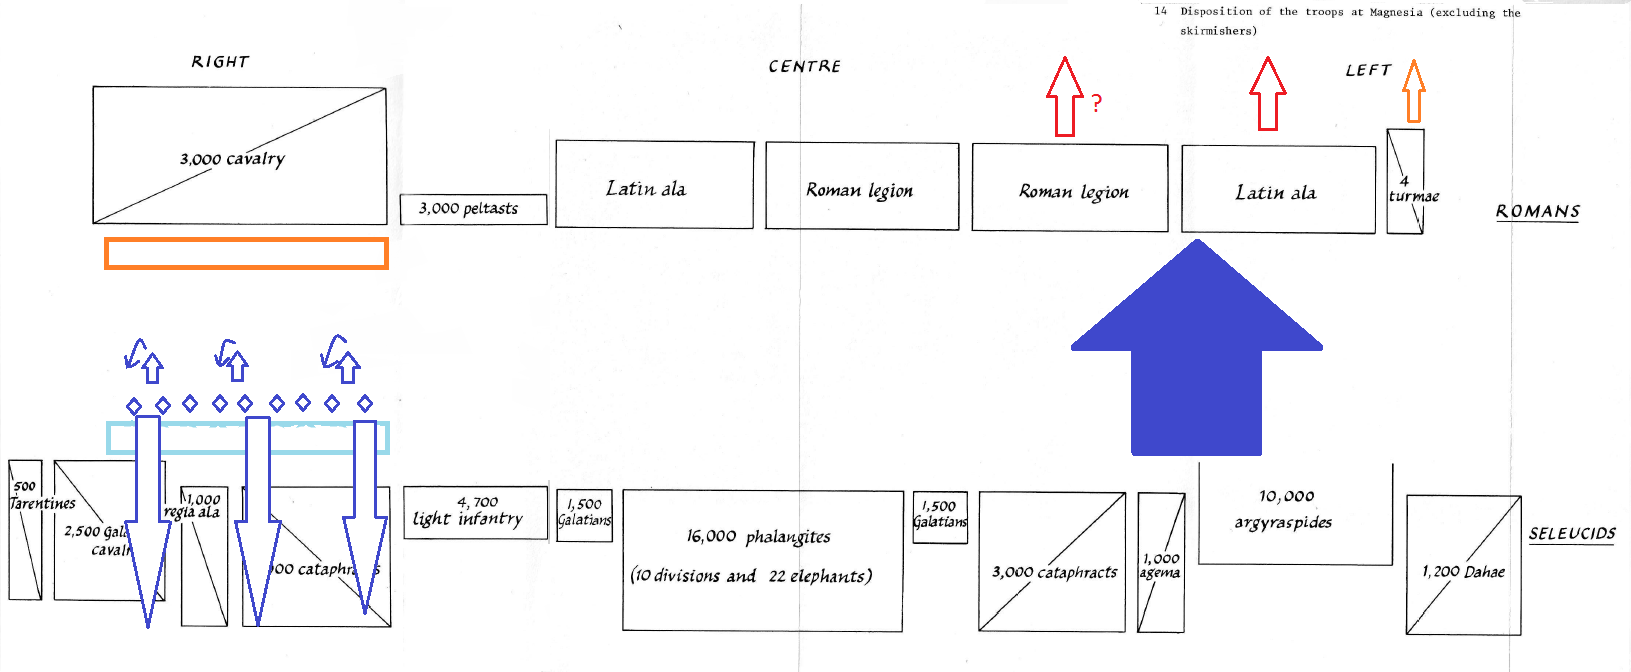 14 Disposition of the troops at Magnesia (excluding the
skirmishers)
RIGHT
CENTRE
LEFT
?
3,000 cavalry
3,000 peltasts
Latin ala
Roman legion
Roman legion
Latin ala
4
turmae
ROMANS
500
Tarentines
2,500 
1,000
regia ala
4,700
light infantry
1,500
Galatians
16,000 phalangites
(10 divisions and 22 elephants)
1,500
Galatians
3,000 cataphracts
1,000
agema
10,000
argyraspides
1,200 Dahae
SELEUCIDS